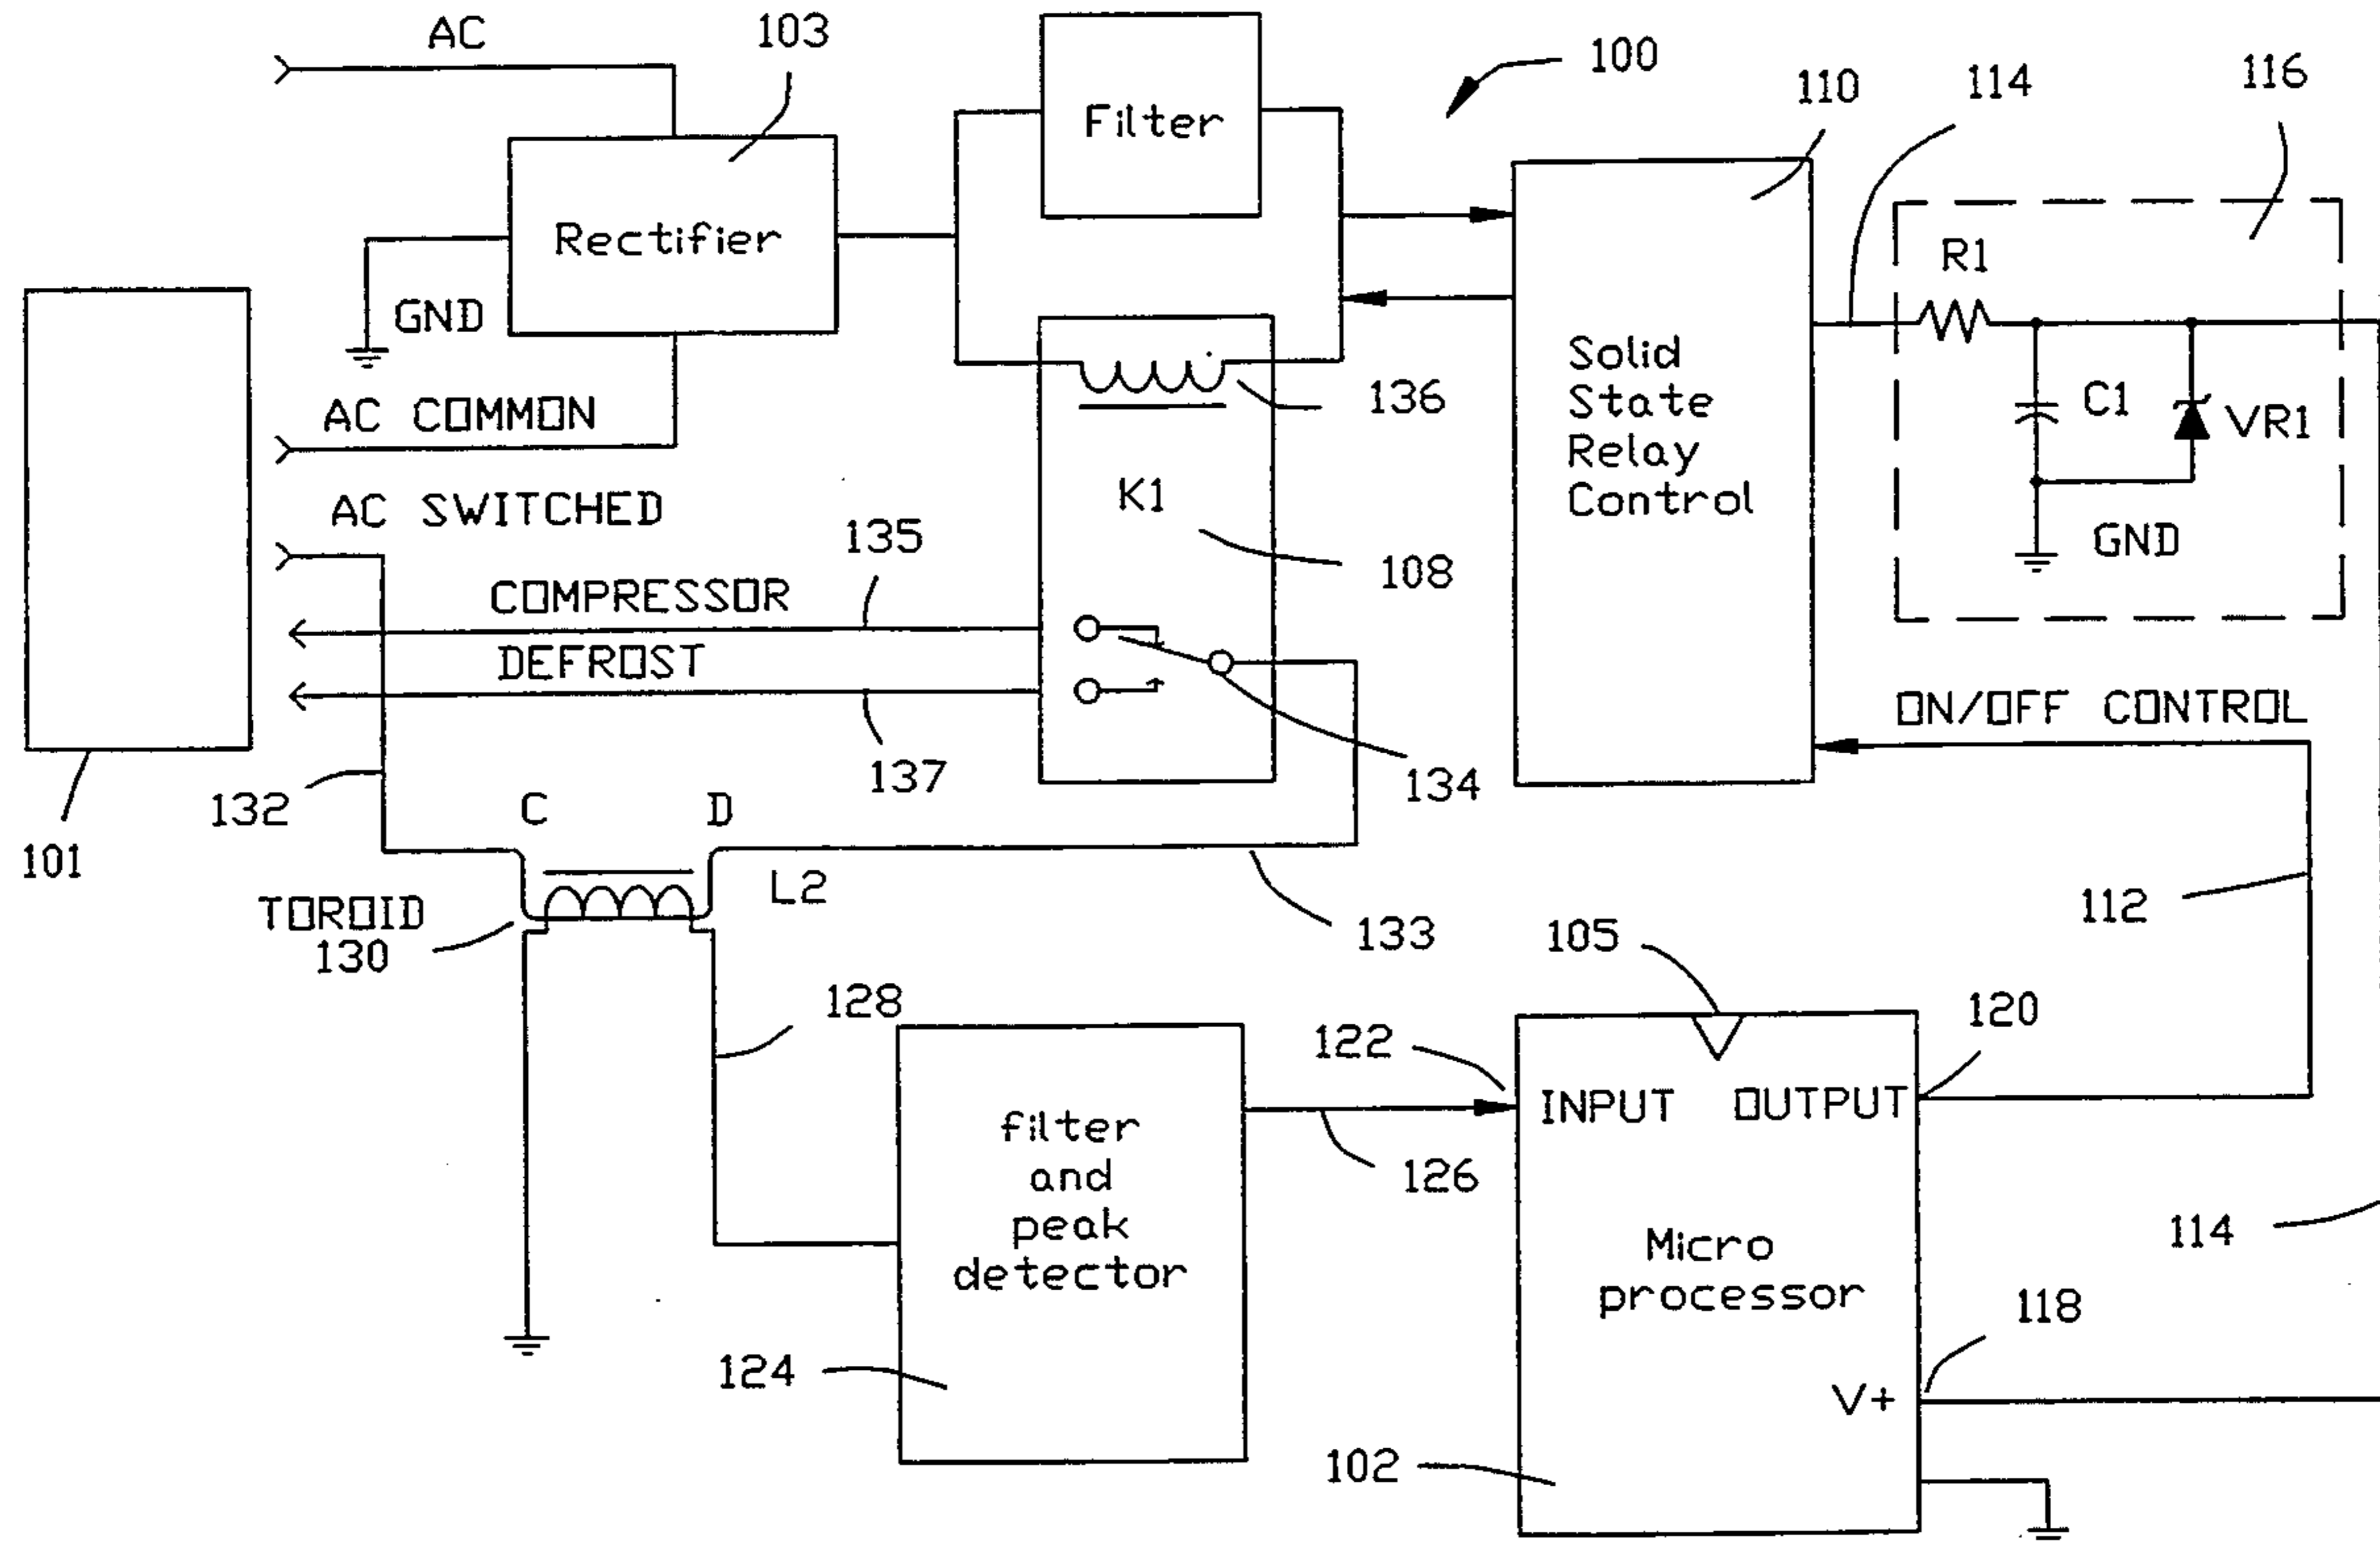 AC
103
Filter
100
110
114
116
Rectifier
GND
R1
Solid
State
Relay
Control
136
C1
VR1
AC COMMON
K1
AC SWITCHED
GND
135
108
COMPRESSOR
DEFROST
ON/OFF CONTROL
137
134
132
C
D
101
L2
TOROID
130
133
105
112
128
122
120
INPUT
OUTPUT
filter
and
peak
detector
126
Micro
processor
114
118
124
V+
102